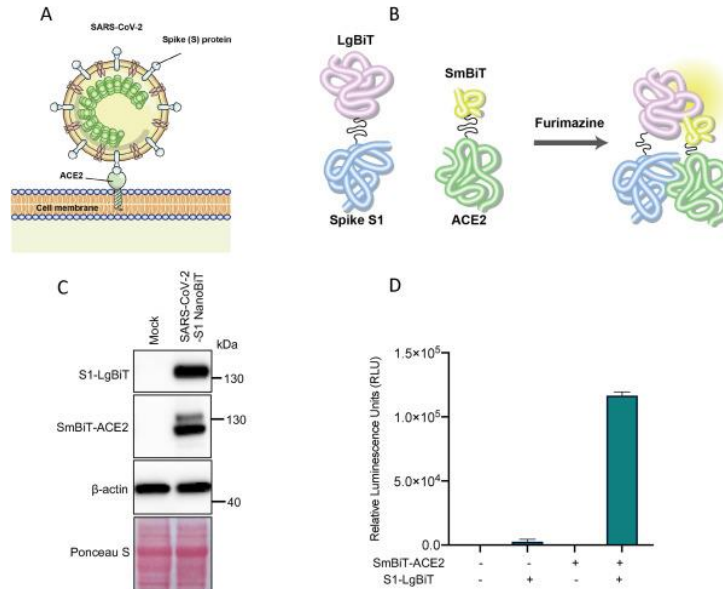 A
SARS-CoV-2
Spike (S) protein
ACE2
Cell membrane
B
LgBiT
SmBiT
Furimazine
Spike S1
ACE2
C
Mock
SARS-CoV-2
-S1 NanoBiT
kDa
S1-LgBiT
130
SmBiT-ACE2
130
β-actin
40
Ponceau S
D
Relative Luminescence Units (RLU)
1.5×10⁵
1.0×10⁵
5.0×10⁴
0.0
SmBiT-ACE2 - - + +
S1-LgBiT - + - +